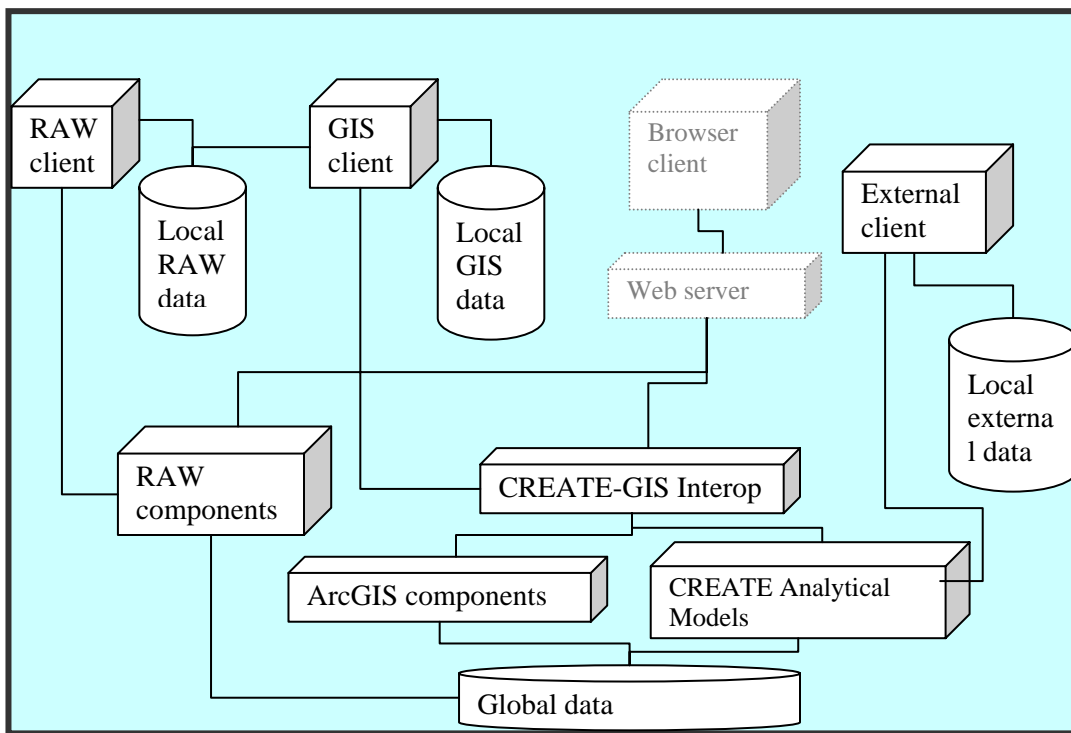 RAW
client
GIS
client
Browser
client
External
client
Local
RAW
data
Local
GIS
data
Web server
Local
externa
l data
RAW
components
CREATE-GIS Interop
ArcGIS components
CREATE Analytical
Models
Global data